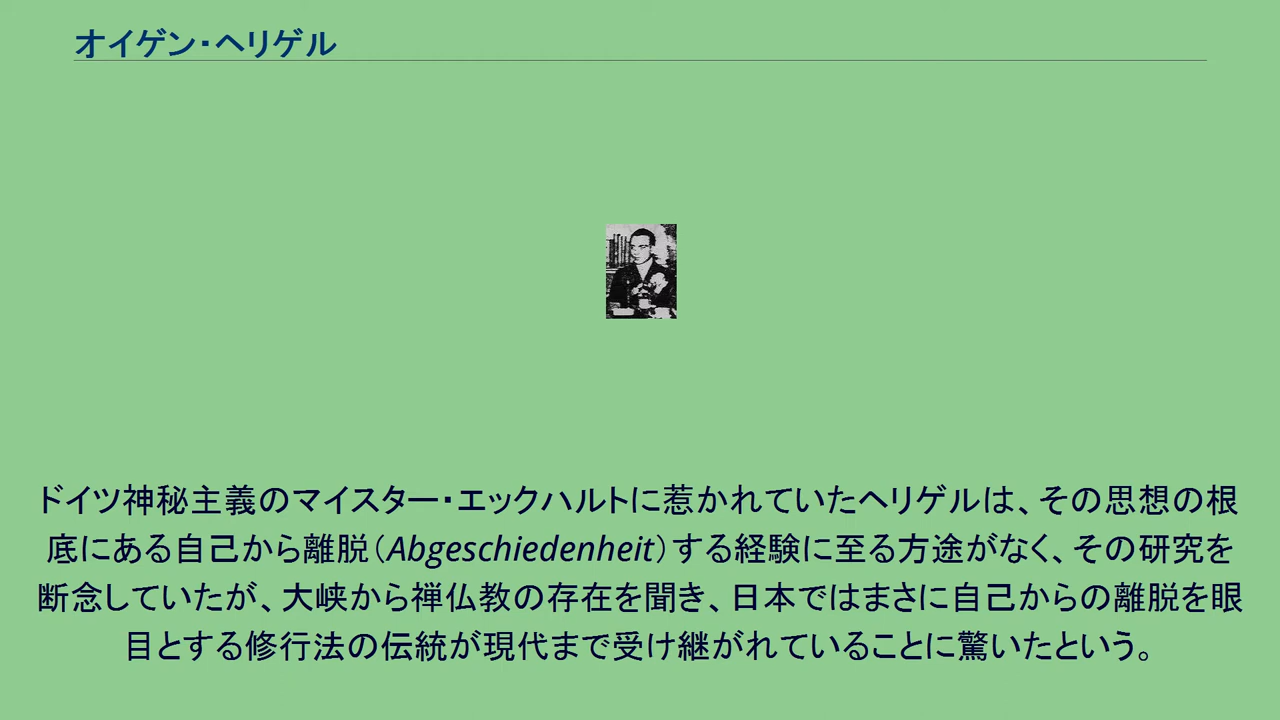 オイゲン・ヘリゲル
ドイツ神秘主義のマイスター・エックハルトに惹かれていたヘリゲルは、その思想の根
底にある自己から離脱（Abgeschiedenheit）する経験に至る方途がなく、その研究を
断念していたが、大峡から禅仏教の存在を聞き、日本ではまさに自己からの離脱を眼
目とする修行法の伝統が現代まで受け継がれていることに驚いたという。